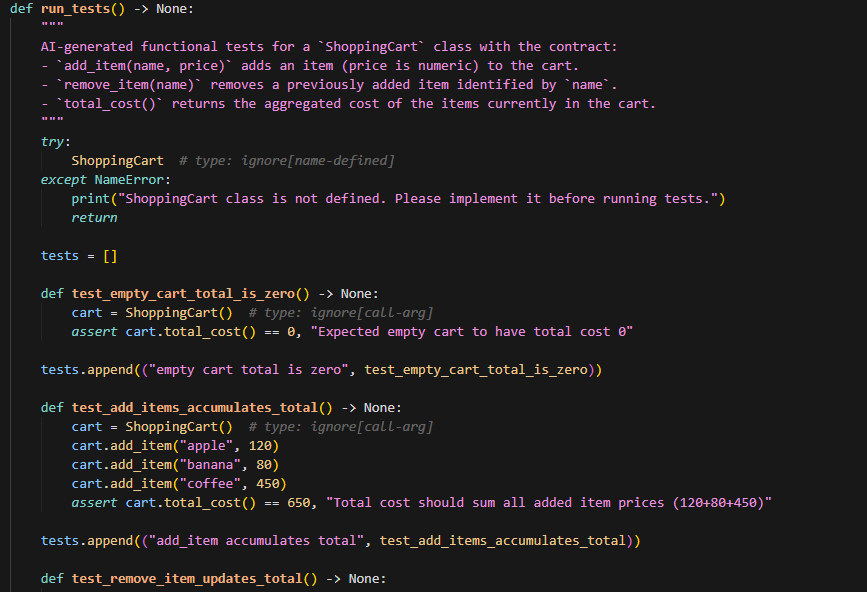 def run_tests() -> None:
"""
AI-generated functional tests for a `ShoppingCart` class with the contract:
- `add_item(name, price)` adds an item (price is numeric) to the cart.
- `remove_item(name)` removes a previously added item identified by `name`.
- `total_cost()` returns the aggregated cost of the items currently in the cart.
"""
try:
ShoppingCart  # type: ignore[name-defined]
except NameError:
print("ShoppingCart class is not defined. Please implement it before running tests.")
return
tests = []
def test_empty_cart_total_is_zero() -> None:
cart = ShoppingCart()  # type: ignore[call-arg]
assert cart.total_cost() == 0, "Expected empty cart to have total cost 0"
tests.append(("empty cart total is zero", test_empty_cart_total_is_zero))
def test_add_items_accumulates_total() -> None:
cart = ShoppingCart()  # type: ignore[call-arg]
cart.add_item("apple", 120)
cart.add_item("banana", 80)
cart.add_item("coffee", 450)
assert cart.total_cost() == 650, "Total cost should sum all added item prices (120+80+450)"
tests.append(("add_item accumulates total", test_add_items_accumulates_total))
def test_remove_item_updates_total() -> None: